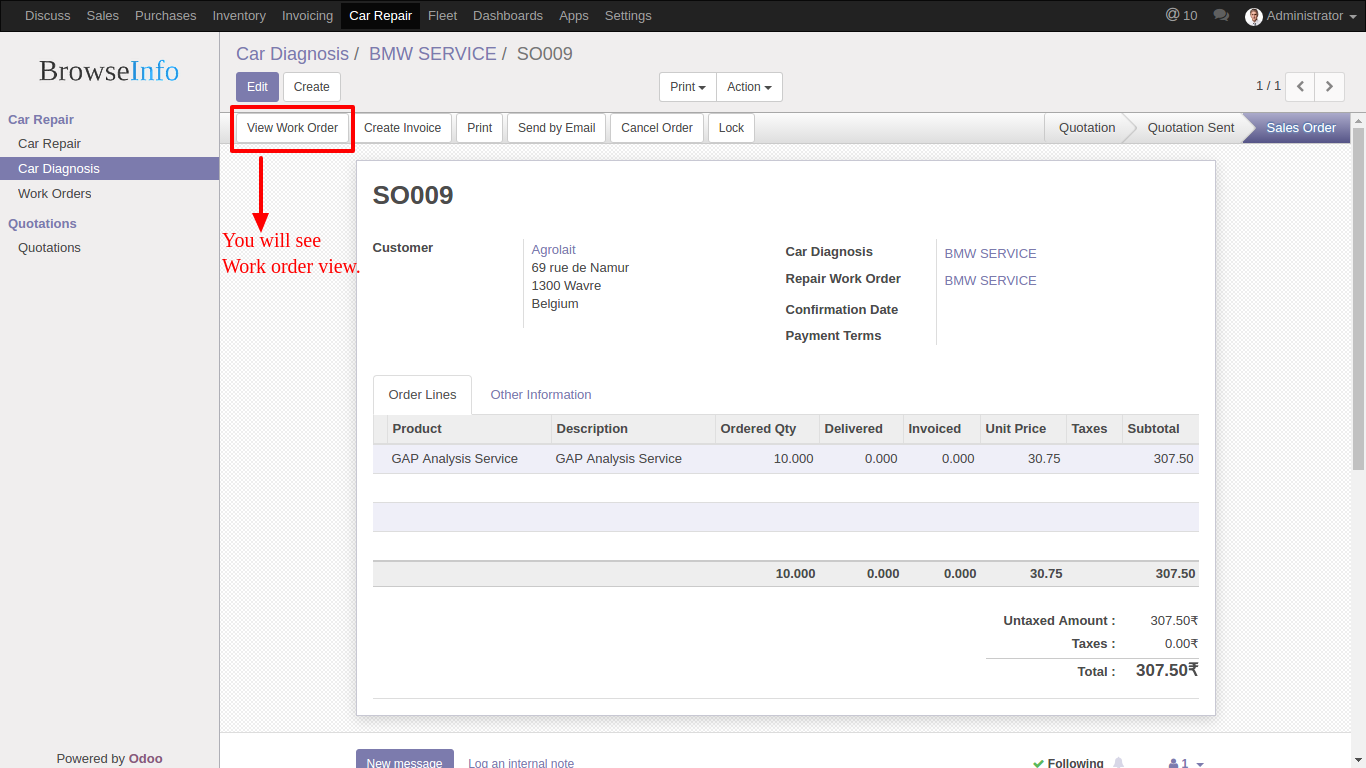 Discuss Sales Purchases Inventory Invoicing Car Repair Fleet Dashboards Apps Settings @ 10 Administrator
BrowseInfo
Car Repair
Car Repair
Car Diagnosis
Work Orders
Quotations
Quotations
Powered by Odoo
Car Diagnosis / BMW SERVICE / SO009
Edit Create Print Action 1 / 1
View Work Order Create Invoice Print Send by Email Cancel Order Lock Quotation Quotation Sent Sales Order
You will see
Work order view.
SO009
Customer
Agrolait
69 rue de Namur
1300 Wavre
Belgium
Car Diagnosis BMW SERVICE
Repair Work Order BMW SERVICE
Confirmation Date
Payment Terms
Order Lines Other Information
Product Description Ordered Qty Delivered Invoiced Unit Price Taxes Subtotal
GAP Analysis Service GAP Analysis Service 10.000 0.000 0.000 30.75 307.50
10.000 0.000 0.000 30.75 307.50
Untaxed Amount : 307.50₹
Taxes : 0.00₹
Total : 307.50₹
New message Log an internal note Following 1